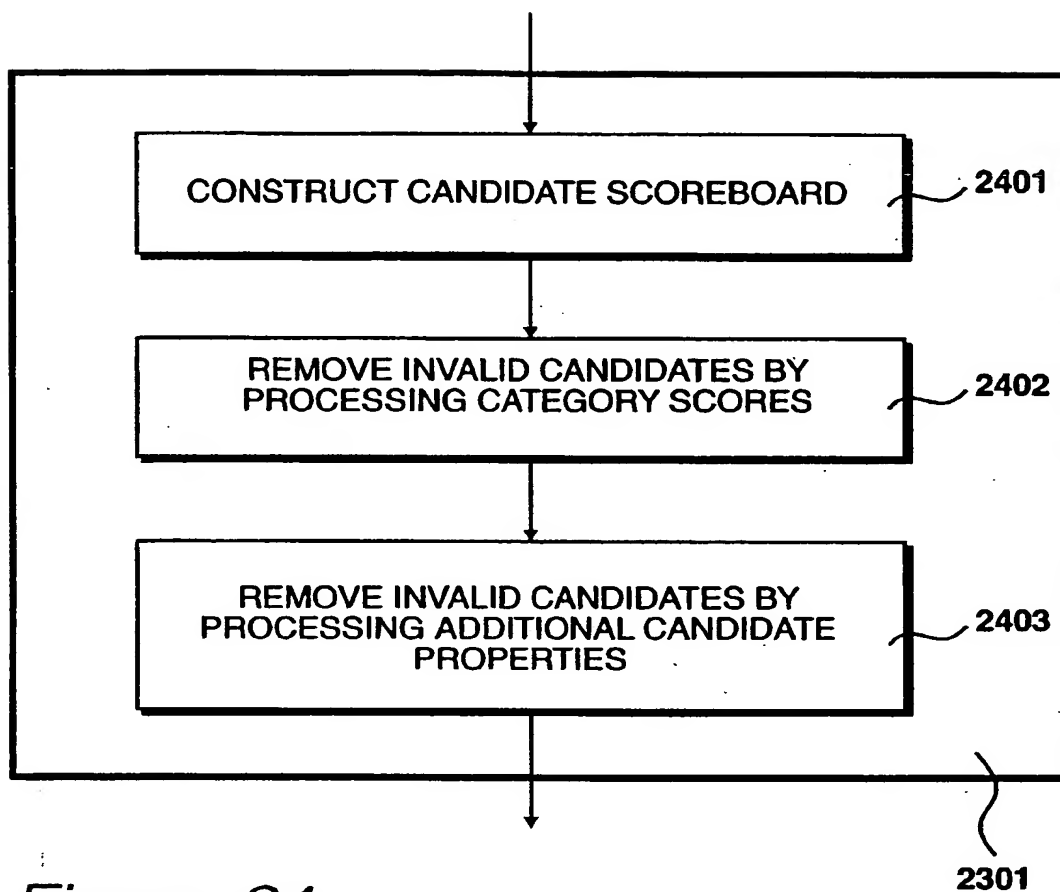 CONSTRUCT CANDIDATE SCOREBOARD
2401
REMOVE INVALID CANDIDATES BY
PROCESSING CATEGORY SCORES
2402
REMOVE INVALID CANDIDATES BY
PROCESSING ADDITIONAL CANDIDATE
PROPERTIES
2403
2301